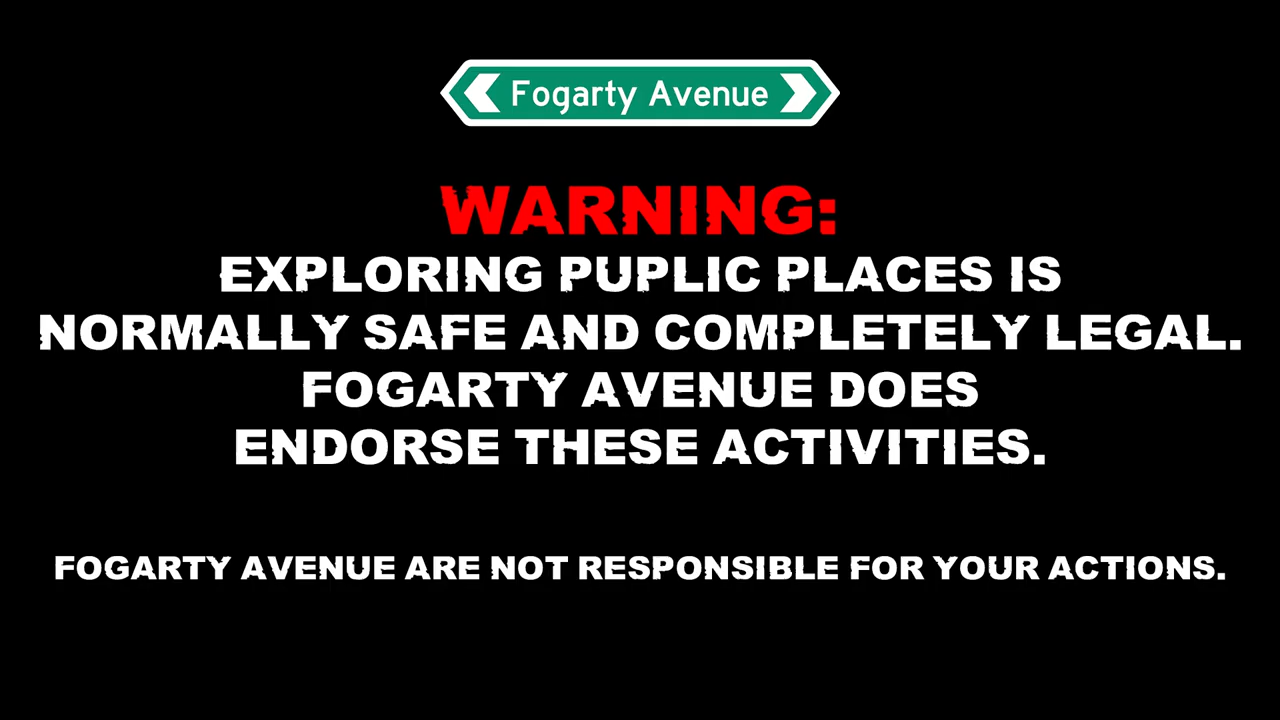 Fogarty Avenue
WARNING:
EXPLORING PUPLIC PLACES IS
NORMALLY SAFE AND COMPLETELY LEGAL.
FOGARTY AVENUE DOES
ENDORSE THESE ACTIVITIES.
FOGARTY AVENUE ARE NOT RESPONSIBLE FOR YOUR ACTIONS.